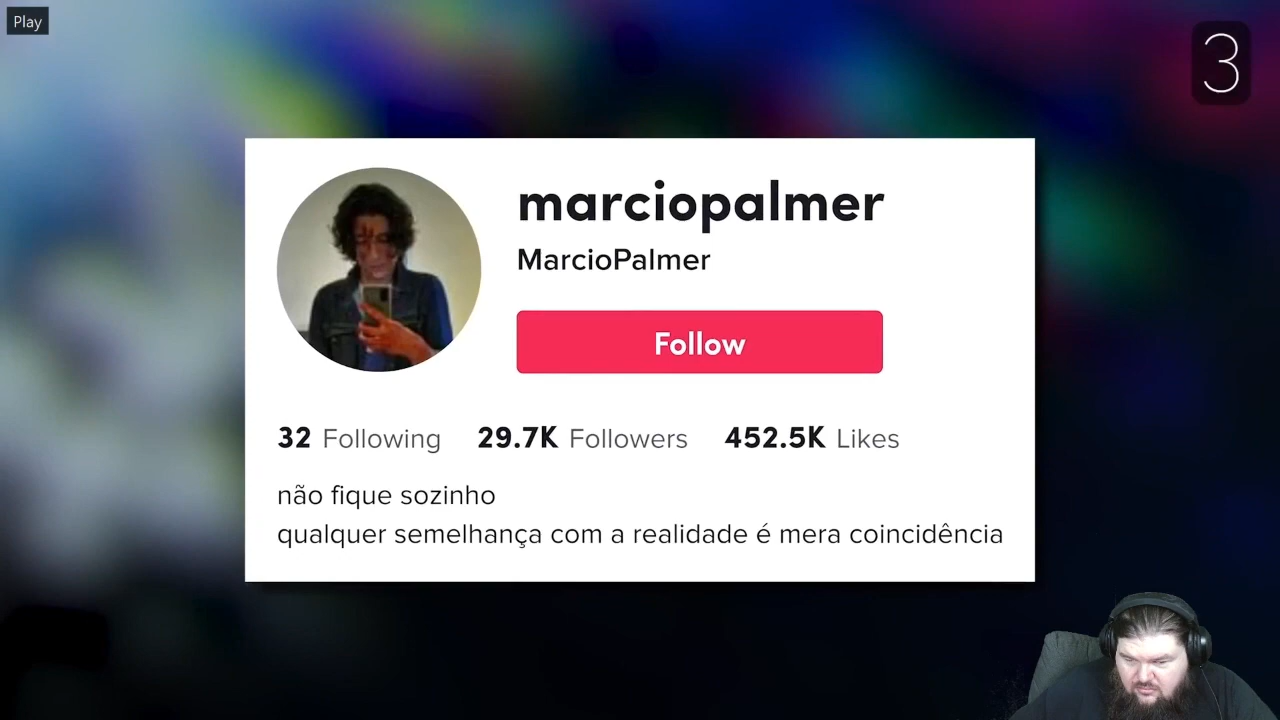 Play
3
marciopalmer
MarcioPalmer
Follow
32 Following 29.7K Followers 452.5K Likes
não fique sozinho
qualquer semelhança com a realidade é mera coincidência